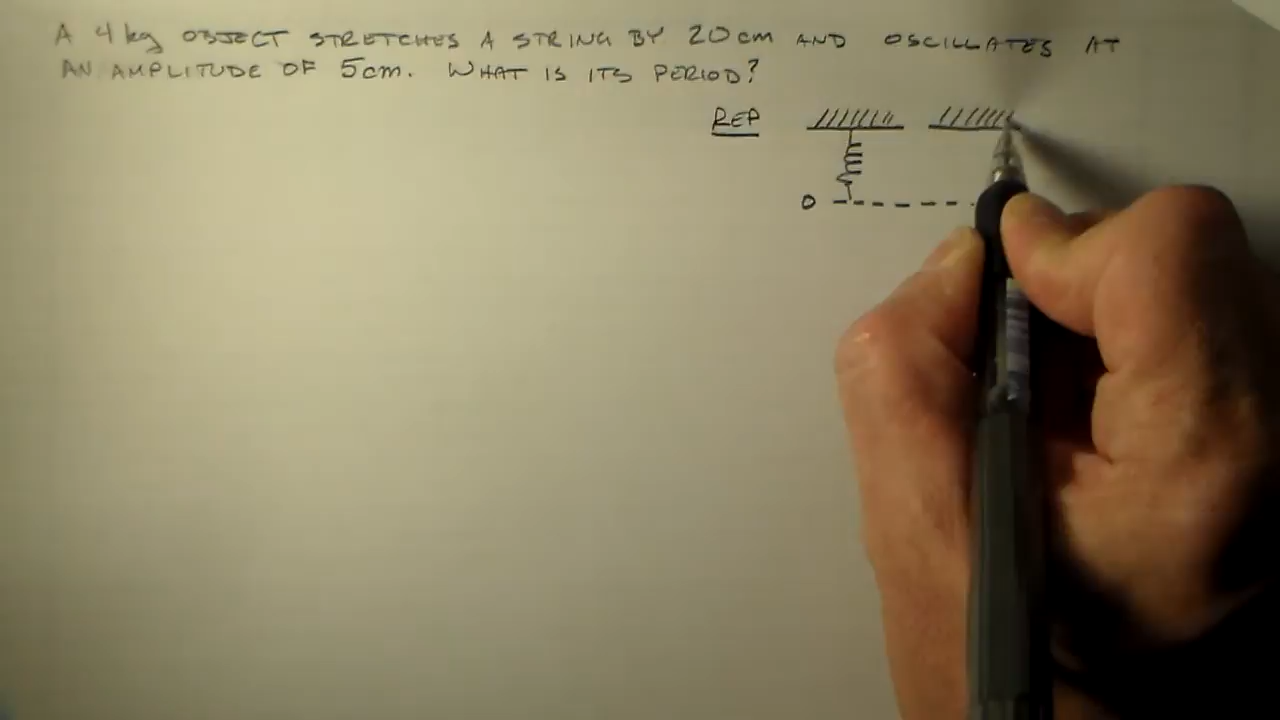 A 4 kg OBJECT STRETCHES A STRING BY 20 cm AND OSCILLATES AT
AN AMPLITUDE OF 5cm. WHAT IS ITS PERIOD?
REP
0